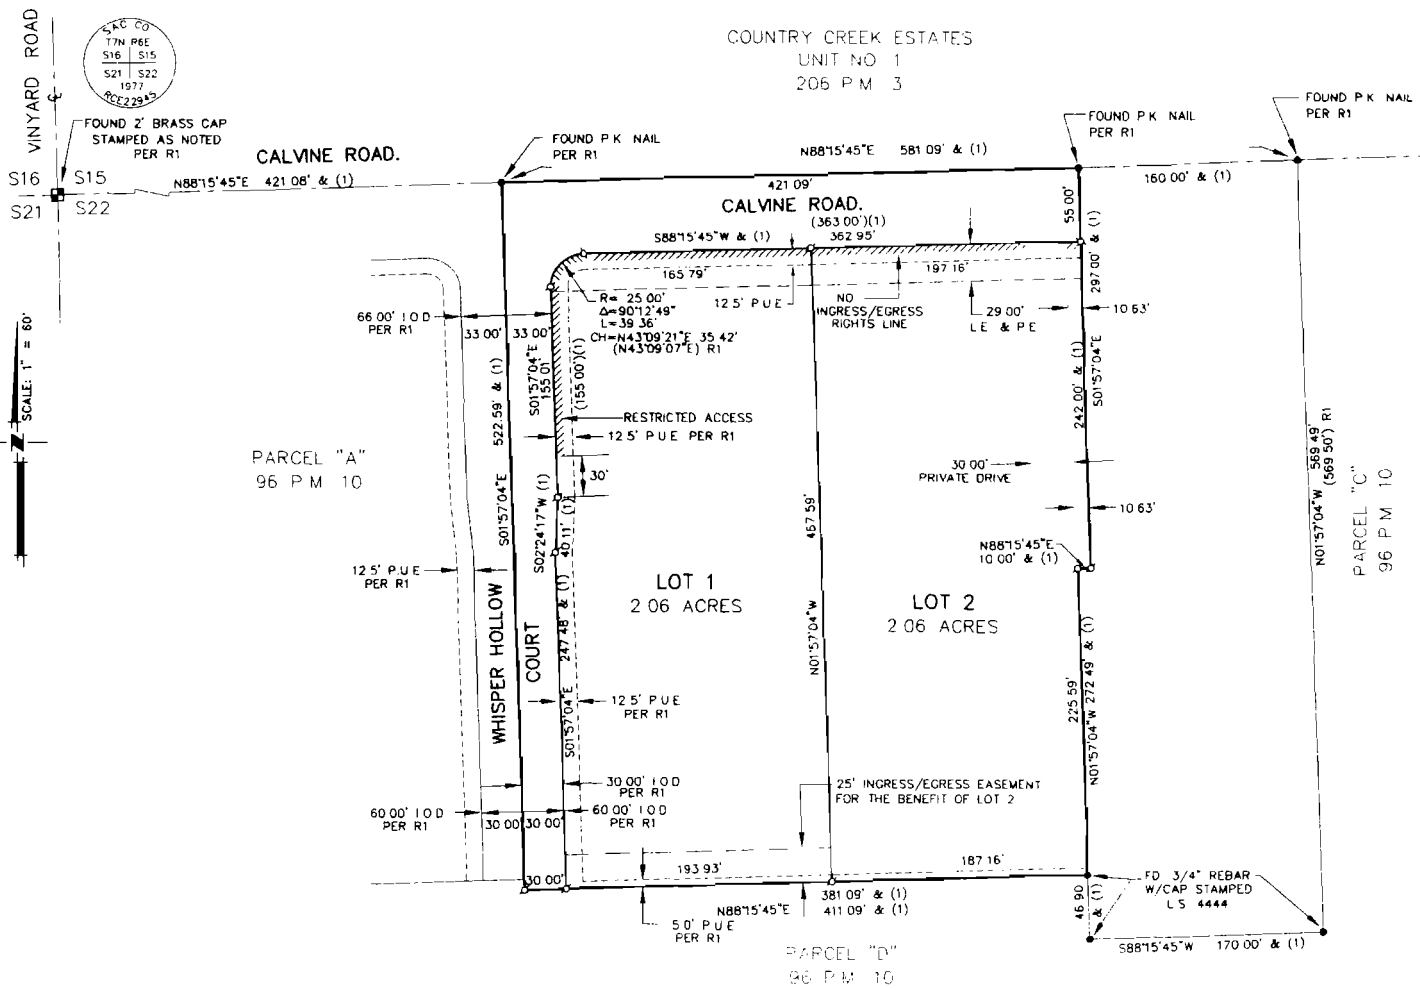 COUNTRY CREEK ESTATES
UNIT NO 1
206 P M 3
VINYARD ROAD
SAC CO
T7N R6E
S16 S15
S21 S22
1977
RCE22945
FOUND 2' BRASS CAP
STAMPED AS NOTED
PER R1
S16 S15
S21 S22
CALVINE ROAD.
N88°15'45"E 421 08' & (1)
FOUND P K NAIL
PER R1
N88°15'45"E 581 09' & (1)
FOUND P K NAIL
PER R1
FOUND P K NAIL
PER R1
160 00' & (1)
421 09'
CALVINE ROAD.
(363 00')(1)
S88°15'45"W & (1) 362 95'
55 00'
297 00' & (1)
165 79'
197 16'
12 5' P U E
NO
INGRESS/EGRESS
RIGHTS LINE
29 00'
L E & P E
10 63'
R= 25 00'
Δ=90°12'49"
L=39 36'
CH=N43°09'21"E 35 42'
(N43°09'07"E) R1
66 00' I O D
PER R1
33 00' 33 00'
S01°57'04"E
155 01'
(155 00')(1)
522.59' & (1)
S01°57'04"E
RESTRICTED ACCESS
12 5' P U E PER R1
30'
SCALE: 1" = 60'
PARCEL "A"
96 P M 10
242 00' & (1)
S01°57'04"E
30 00'
PRIVATE DRIVE
10 63'
N88°15'45"E
10 00' & (1)
N01°57'04"W 569 49'
(569 50') R1
PARCEL "C"
96 P M 10
S02°24'17"W (1)
40 11' (1)
467 59'
N01°57'04"W
12 5' P.U E
PER R1
LOT 1
2 06 ACRES
LOT 2
2 06 ACRES
WHISPER HOLLOW
COURT
247 48' & (1)
S01°57'04"E
12 5' P U E
PER R1
225 59'
N01°57'04"W 272 49' & (1)
30 00' I O D
PER R1
60 00' I O D
PER R1
25' INGRESS/EGRESS EASEMENT
FOR THE BENEFIT OF LOT 2
60 00' I O D
PER R1
30 00' 30 00'
30 00'
193 93'
187 16'
FD 3/4" REBAR
W/CAP STAMPED
L S 4444
46 90
& (1)
381 09' & (1)
N88°15'45"E 411 09' & (1)
5 0' P U E
PER R1
S88°15'45"W 170 00' & (1)
PARCEL "D"
96 P M 10